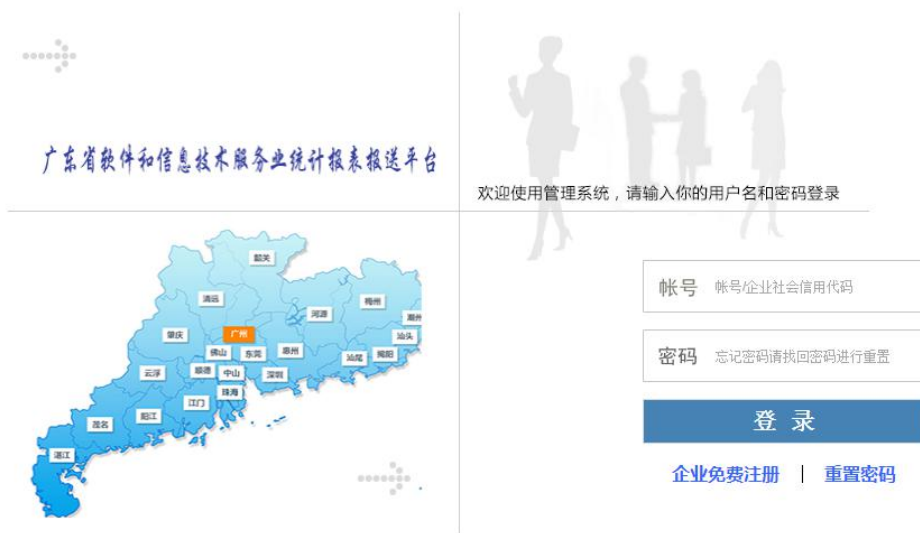 广东省软件和信息技术服务业统计报表报送平台
欢迎使用管理系统，请输入你的用户名和密码登录
韶关
清远
河源
梅州
潮州
广州
肇庆
汕头
佛山
东莞
惠州
汕尾
揭阳
云浮
顺德
中山
深圳
珠海
江门
阳江
茂名
湛江
帐号 帐号/企业社会信用代码
密码 忘记密码请找回密码进行重置
登 录
企业免费注册 | 重置密码